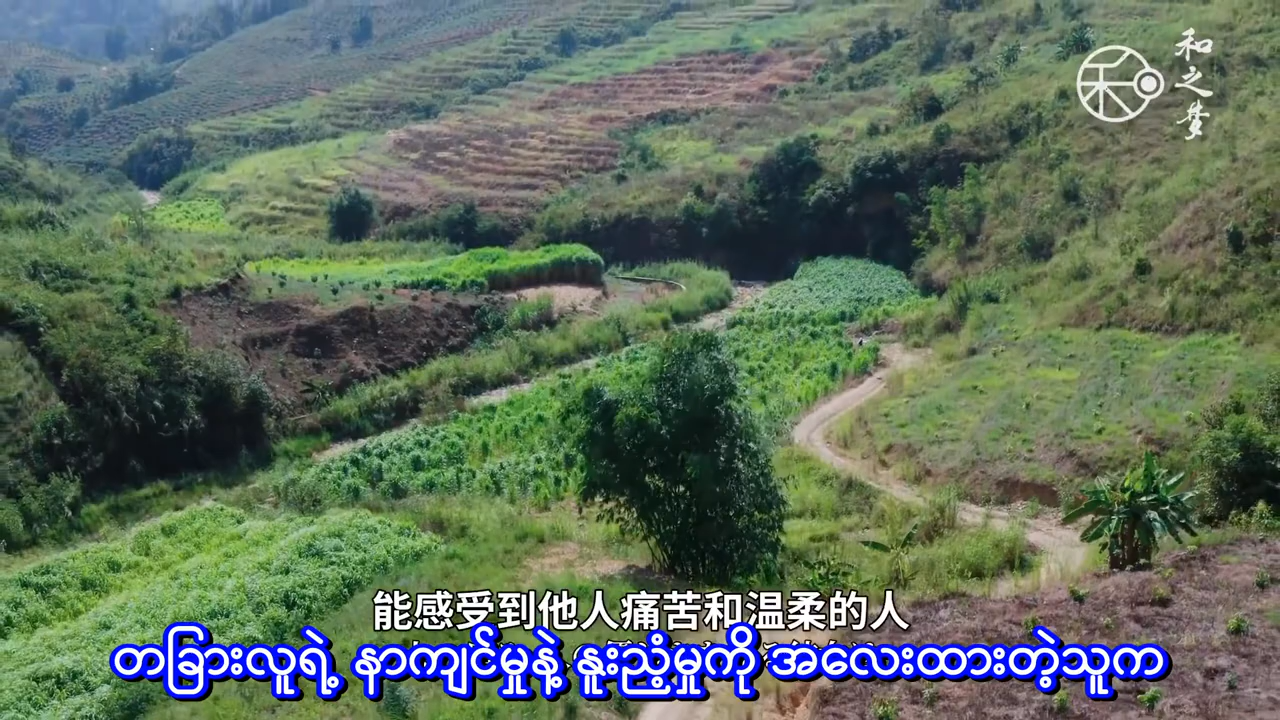 和之梦
能感受到他人痛苦和温柔的人
တခြားလူရဲ့ နာကျင်မှုနဲ့ နူးညံ့မှုကို အလေးထားတဲ့သူက